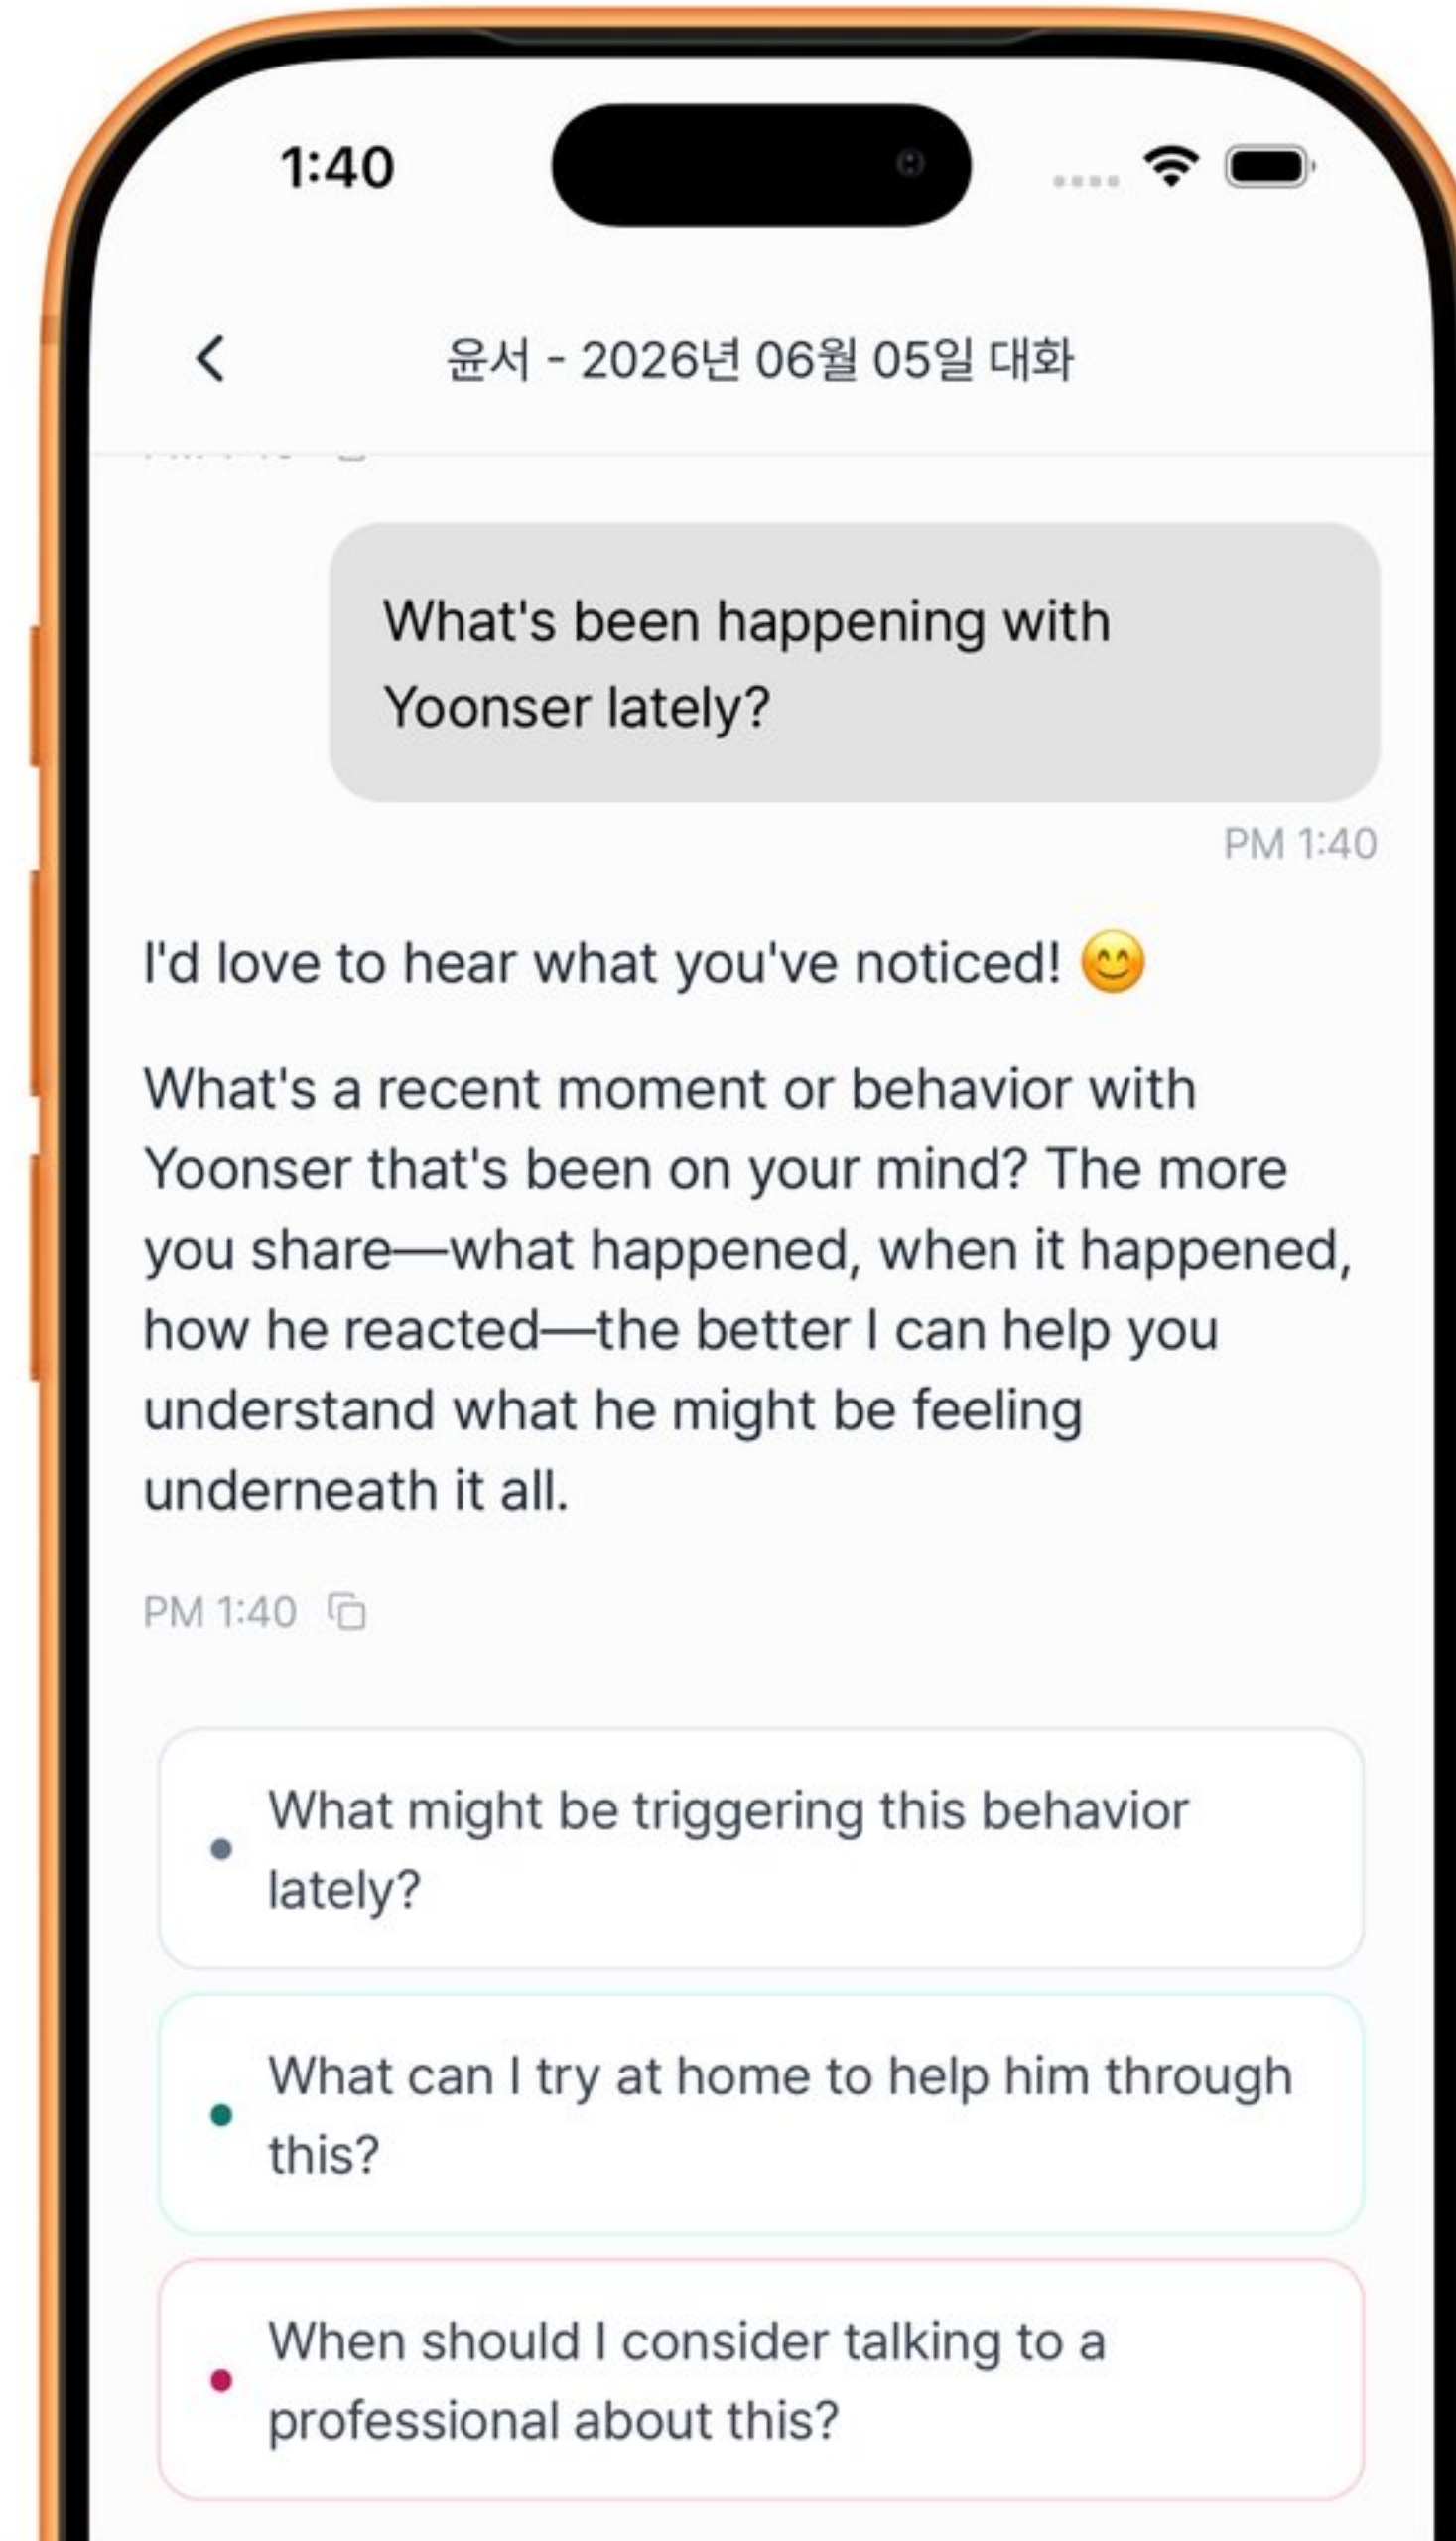 1:40
윤서 - 2026년 06월 05일 대화
What's been happening with
Yoonser lately?
PM 1:40
I'd love to hear what you've noticed! 😊
What's a recent moment or behavior with
Yoonser that's been on your mind? The more
you share—what happened, when it happened,
how he reacted—the better I can help you
understand what he might be feeling
underneath it all.
PM 1:40
What might be triggering this behavior
lately?
What can I try at home to help him through
this?
When should I consider talking to a
professional about this?